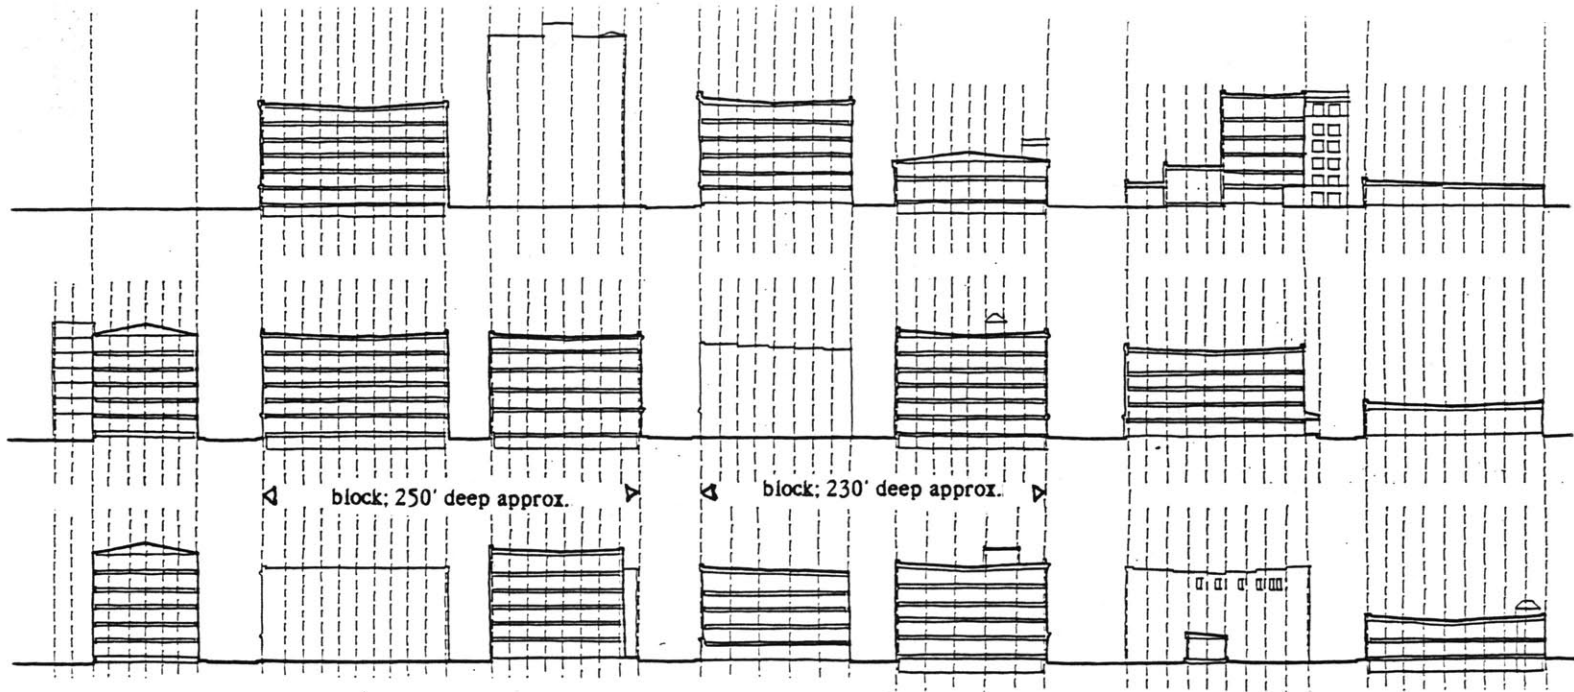 block; 250' deep approx.
block; 230' deep approx.